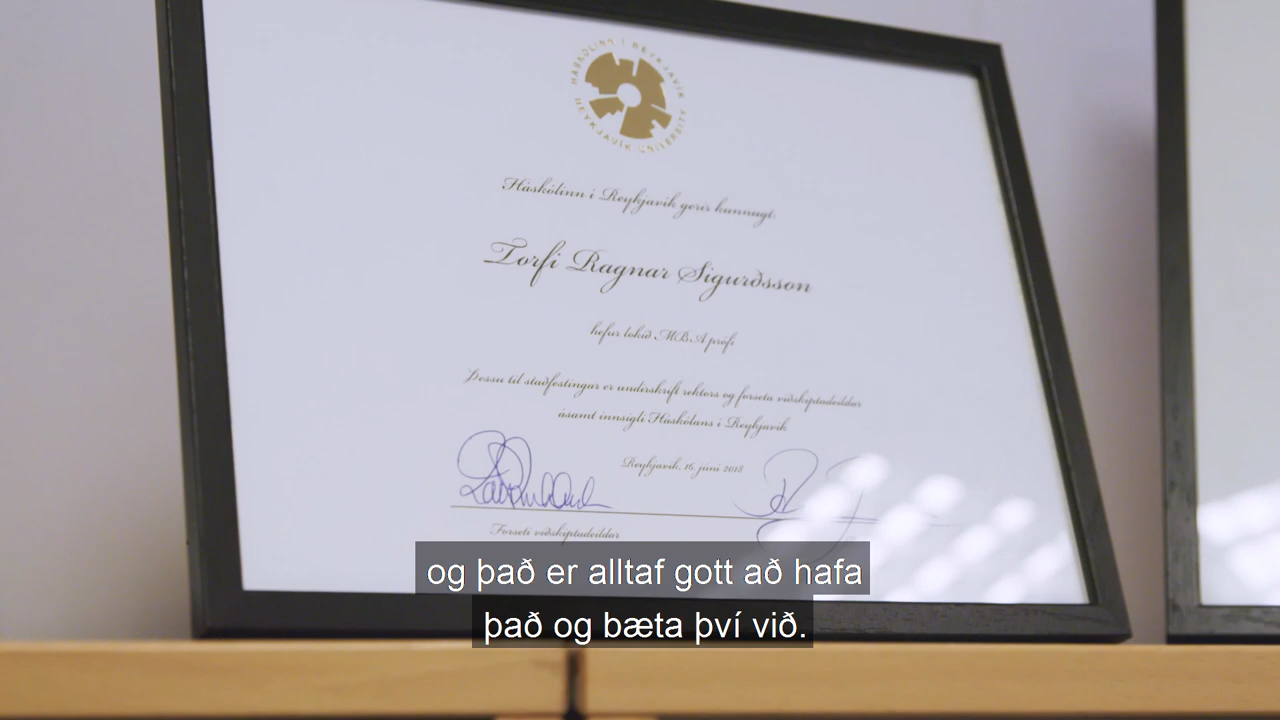 HÁSKÓLINN Í REYKJAVÍK
REYKJAVIK UNIVERSITY
Háskólinn í Reykjavík gerir kunnugt:
Torfi Ragnar Sigurðsson
hefur lokið MBA prófi
Þessu til staðfestingar er undirskrift rektors og forseta viðskiptadeildar
ásamt innsigli Háskólans í Reykjavík
Reykjavík, 16. júní 2018
Forseti viðskiptadeildar
og það er alltaf gott að hafa
það og bæta því við.